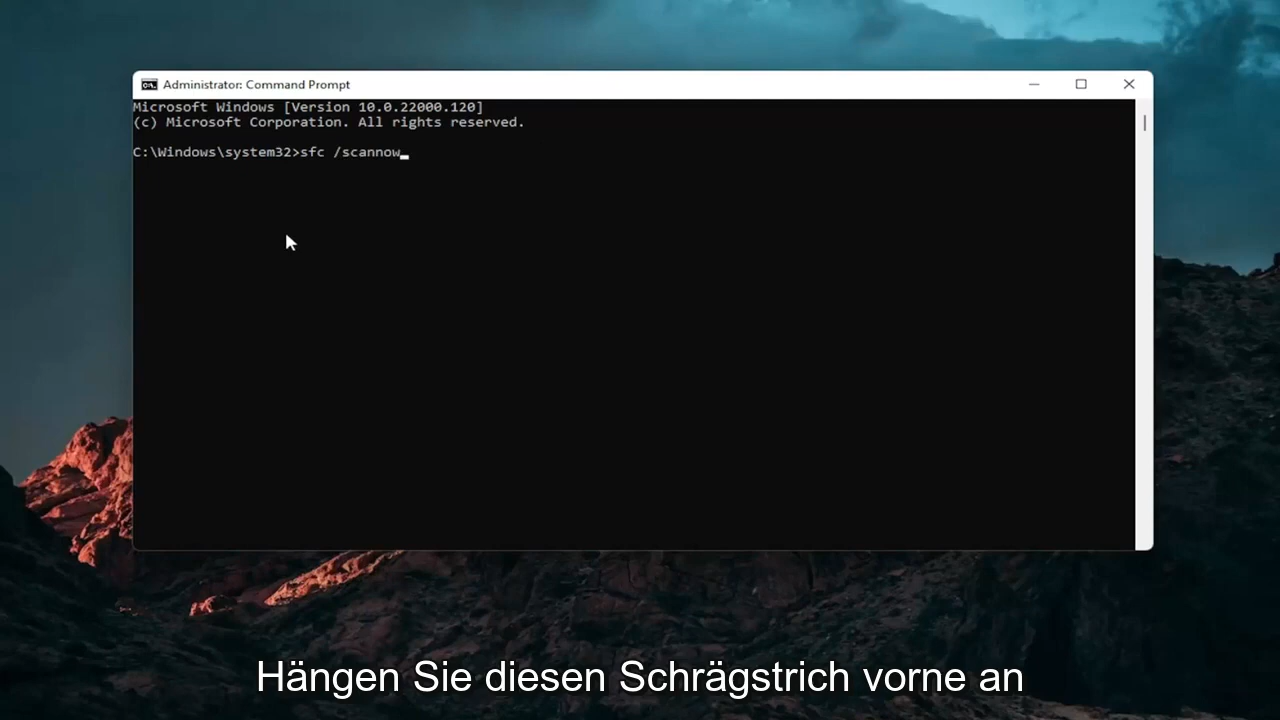 Administrator: Command Prompt
Microsoft Windows [Version 10.0.22000.120]
(c) Microsoft Corporation. All rights reserved.
C:\Windows\system32>sfc /scannow
Hängen Sie diesen Schrägstrich vorne an